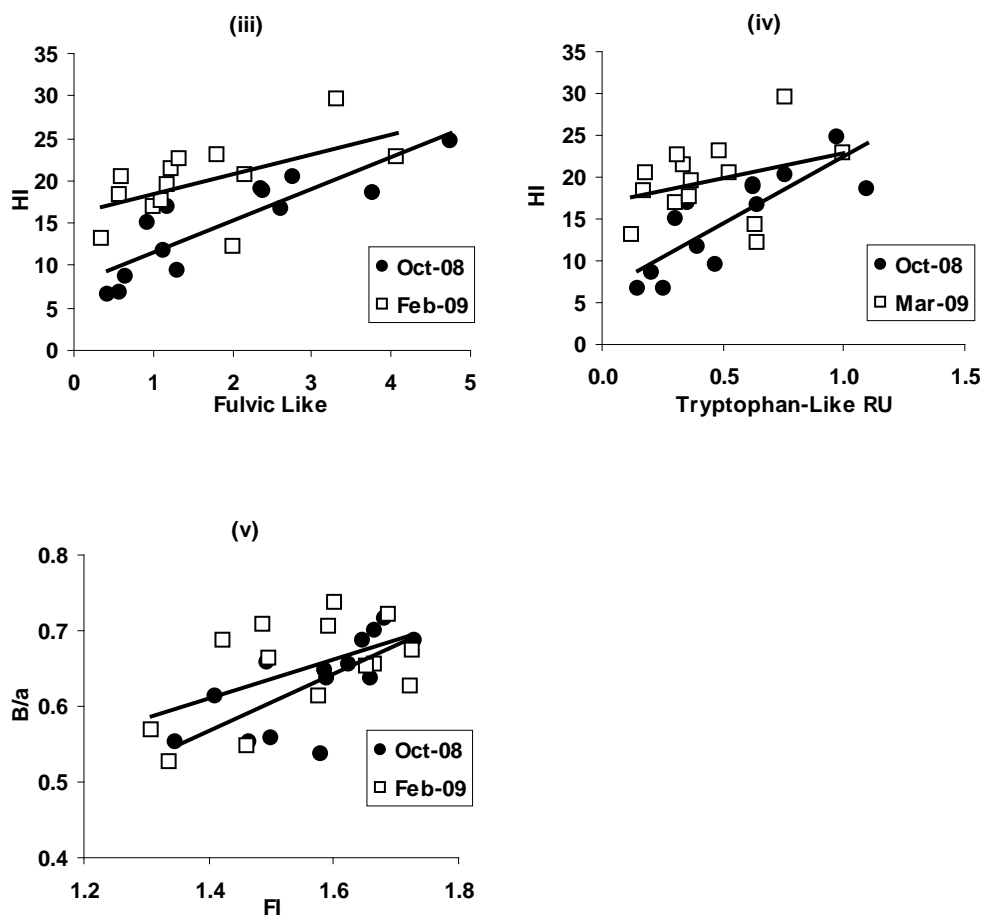 (iii)
35
30
25
20
15
10
5
0
HI
0 1 2 3 4 5
Fulvic Like
Oct-08
Feb-09
(iv)
35
30
25
20
15
10
5
0
HI
0.0 0.5 1.0 1.5
Tryptophan-Like RU
Oct-08
Mar-09
(v)
0.8
0.7
0.6
0.5
0.4
B/a
1.2 1.4 1.6 1.8
FI
Oct-08
Feb-09